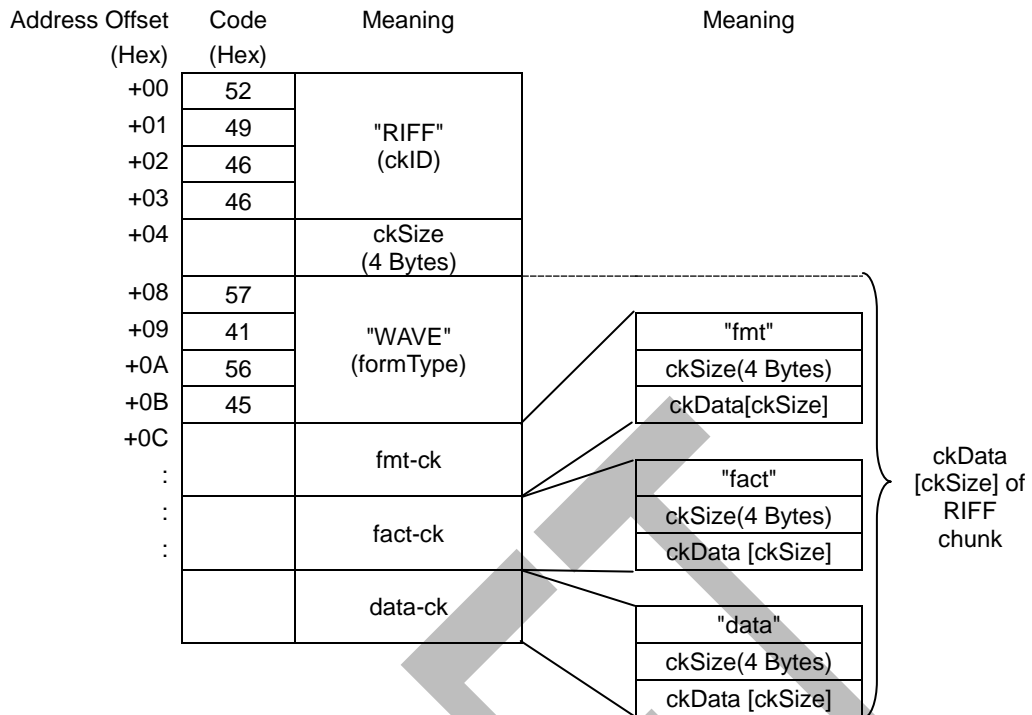 Address Offset Code Meaning Meaning
(Hex) (Hex)
+00 52
+01 49 "RIFF"
+02 46 (ckID)
+03 46
+04 ckSize
(4 Bytes)
+08 57
+09 41 "WAVE" "fmt"
+0A 56 (formType) ckSize(4 Bytes)
+0B 45 ckData[ckSize]
+0C
: fmt-ck "fact"
: fact-ck ckSize(4 Bytes)
: ckData [ckSize]
data-ck "data"
ckSize(4 Bytes)
ckData [ckSize]
ckData
[ckSize] of
RIFF
chunk